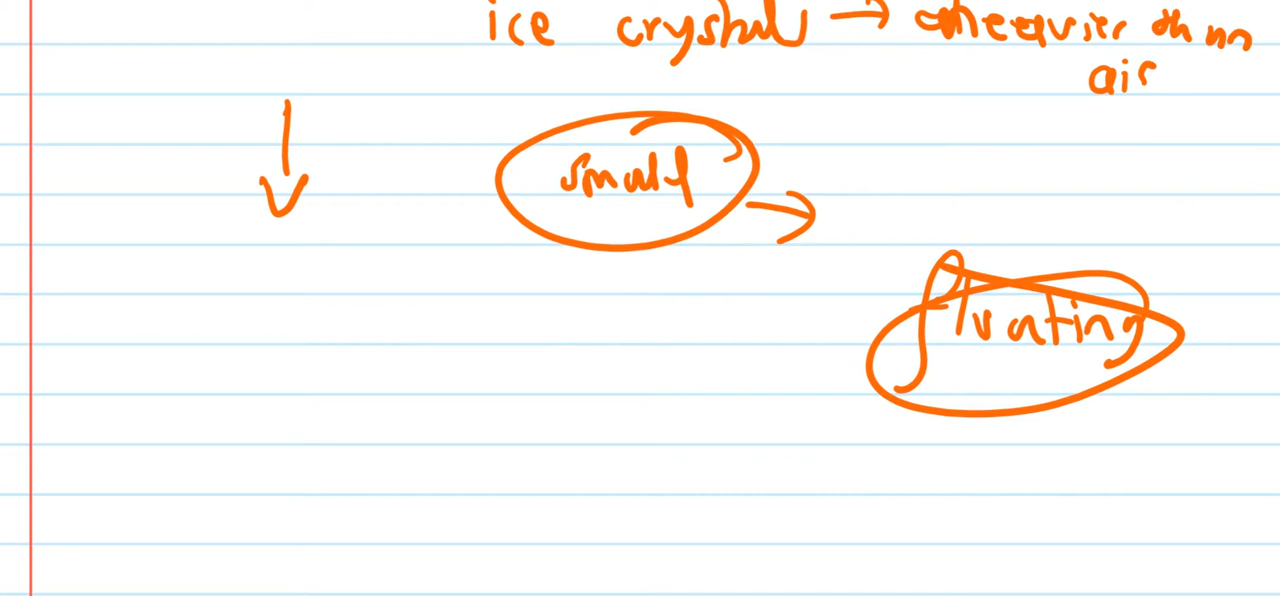 ice crystal → heavier than
air
small →
floating